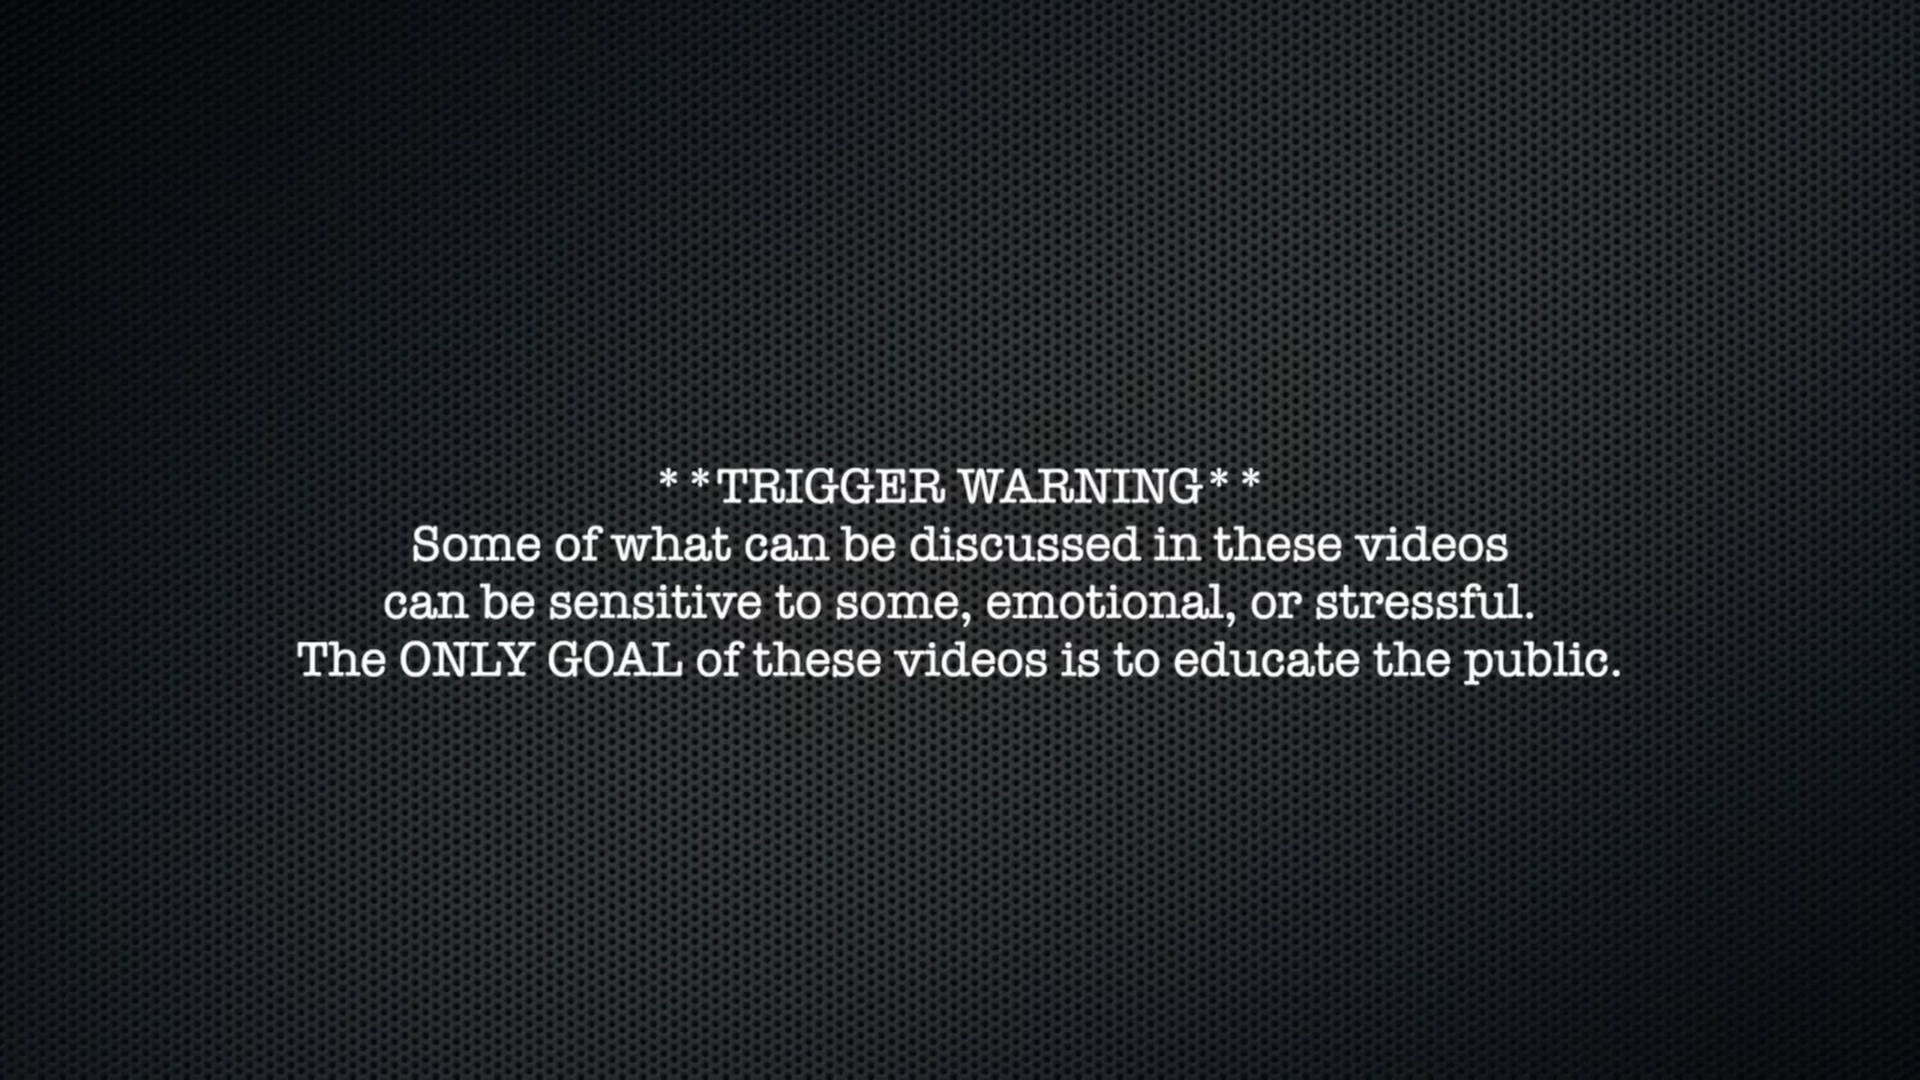 **TRIGGER WARNING**
Some of what can be discussed in these videos
can be sensitive to some, emotional, or stressful.
The ONLY GOAL of these videos is to educate the public.